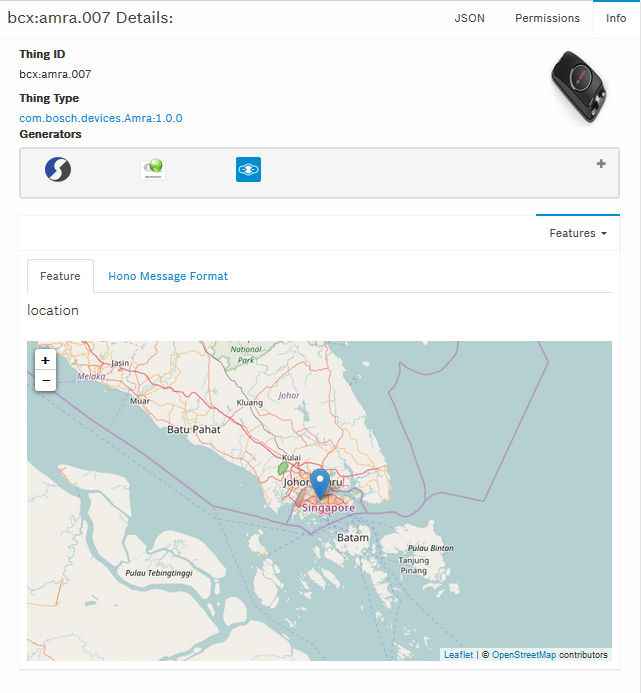 bcx:amra.007 Details:
JSON
Permissions
Info
Thing ID
bcx:amra.007
Thing Type
com.bosch.devices.Amra:1.0.0
Generators
+
Features
Feature
Hono Message Format
location
+
−
National
Park
Jasin
Melaka
Muar
Kluang
Johor
Batu Pahat
Kulai
Singapore
Batam
Pulau Bintan
Tanjung
Pinang
Pulau Tebingtinggi
Leaflet | © OpenStreetMap contributors